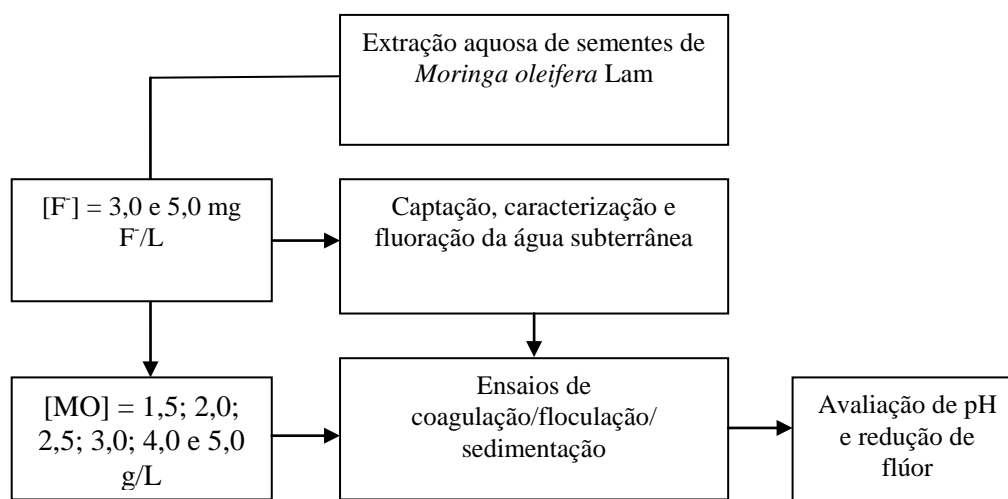 Extração aquosa de sementes de
Moringa oleifera Lam
[F⁻] = 3,0 e 5,0 mg
F⁻/L
Captação, caracterização e
fluoração da água subterrânea
[MO] = 1,5; 2,0;
2,5; 3,0; 4,0 e 5,0
g/L
Ensaios de
coagulação/floculação/
sedimentação
Avaliação de pH
e redução de
flúor